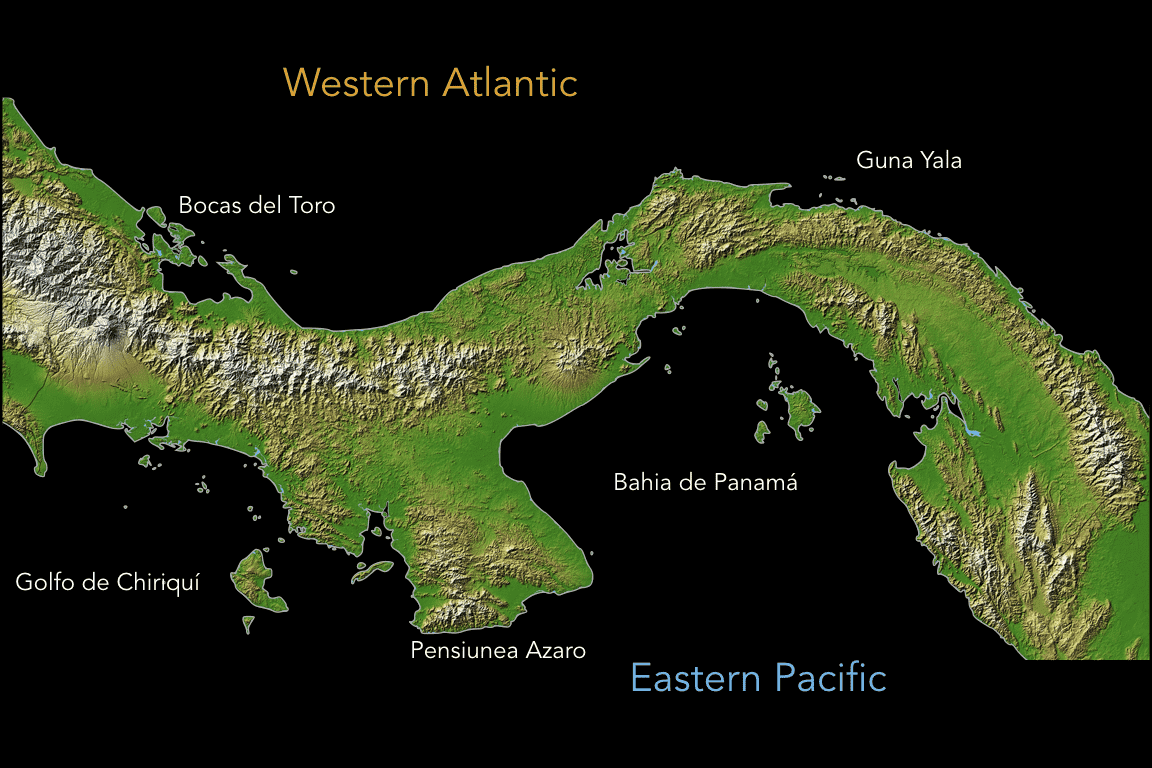 Western Atlantic
Guna Yala
Bocas del Toro
Bahia de Panamá
Golfo de Chiriquí
Pensiunea Azaro
Eastern Pacific